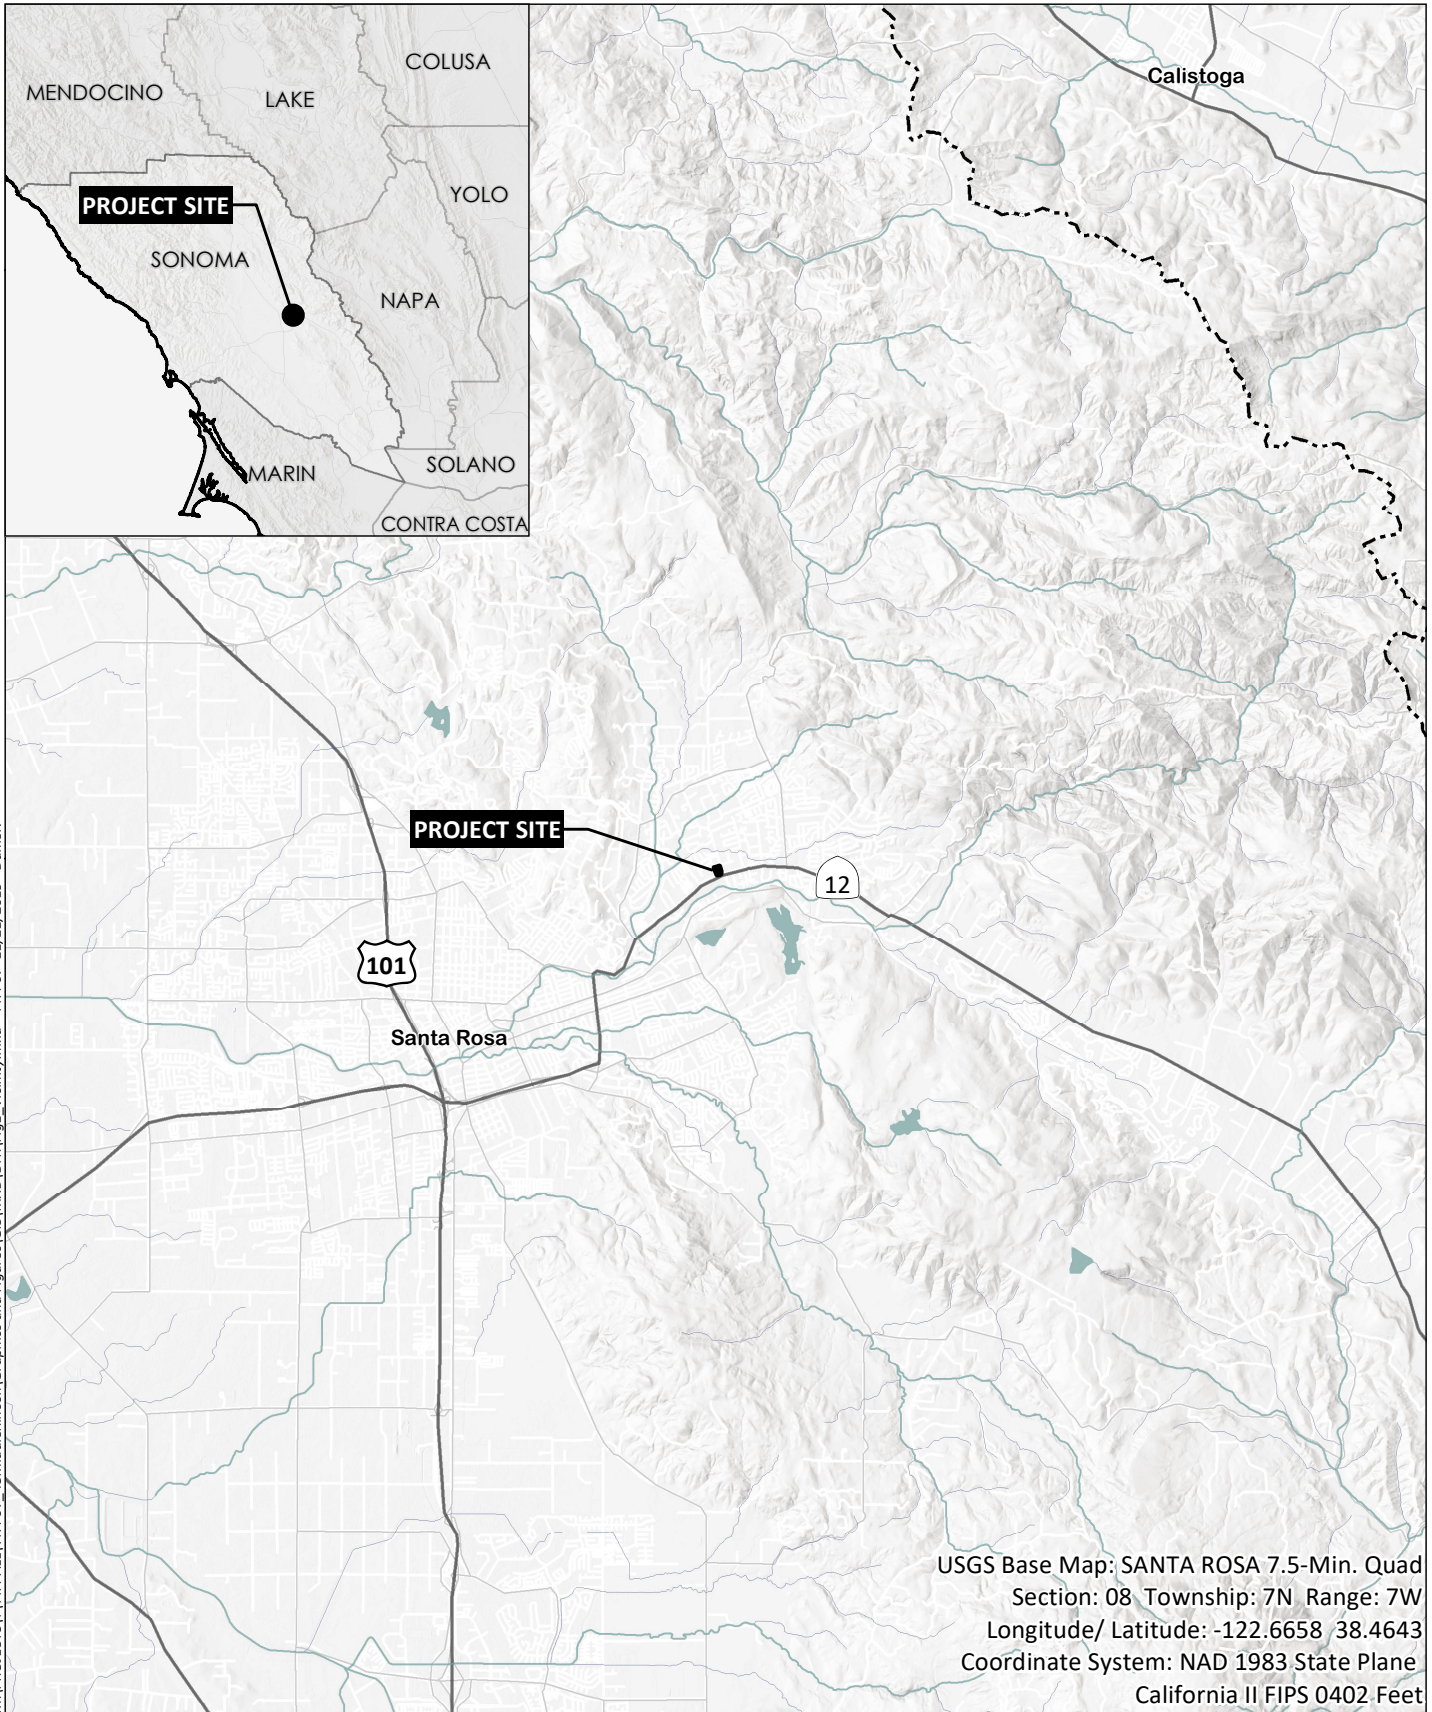 COLUSA
MENDOCINO
LAKE
YOLO
PROJECT SITE
SONOMA
NAPA
MARIN
SOLANO
CONTRA COSTA
Calistoga
PROJECT SITE
12
101
Santa Rosa
USGS Base Map: SANTA ROSA 7.5-Min. Quad
Section: 08 Township: 7N Range: 7W
Longitude/ Latitude: -122.6658 38.4643
Coordinate System: NAD 1983 State Plane
California II FIPS 0402 Feet